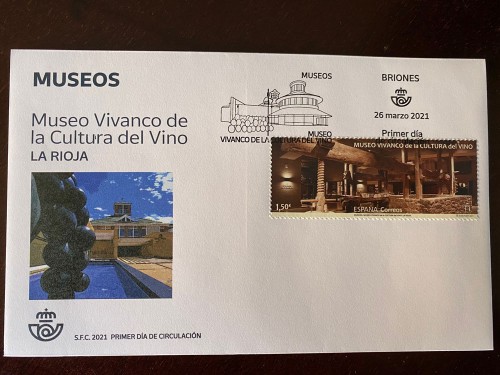 MUSEOS
Museo Vivanco de
la Cultura del Vino
LA RIOJA
S.F.C. 2021 PRIMER DÍA DE CIRCULACIÓN
MUSEOS
MUSEO
VIVANCO DE LA CULTURA DEL VINO
BRIONES
26 marzo 2021
Primer día
MUSEO VIVANCO de la CULTURA del VINO
1,50€
ESPAÑA Correos